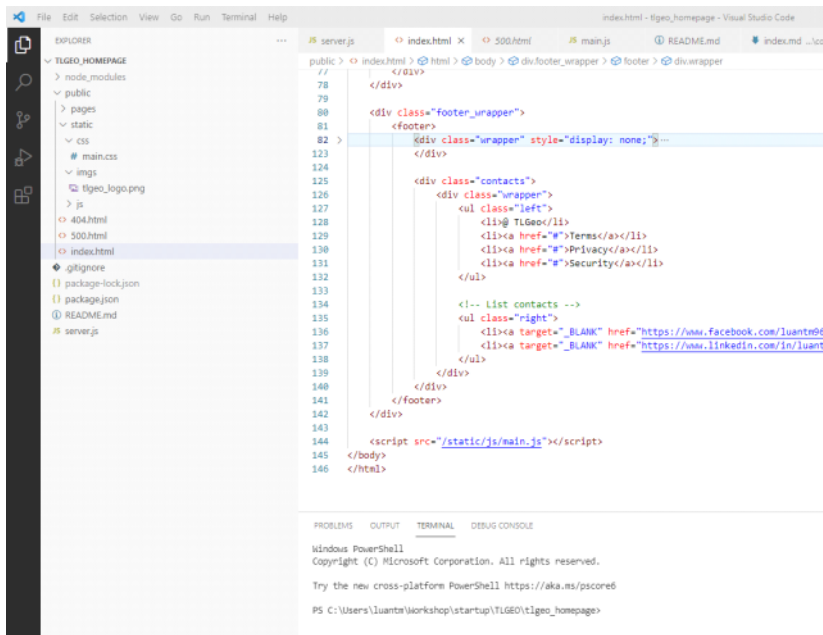 File Edit Selection View Go Run Terminal Help
index.html - tlgeo_homepage - Visual Studio Code
EXPLORER
TLGEO_HOMEPAGE
node_modules
public
pages
static
css
main.css
imgs
tlgeo_logo.png
js
404.html
500.html
index.html
.gitignore
package-lock.json
package.json
README.md
server.js
server.js index.html 500.html main.js README.md index.md ...\
public > index.html > html > body > div.footer_wrapper > footer > div.wrapper
77 </div>
78 </div>
79
80 <div class="footer_wrapper">
81 <footer>
82 <div class="wrapper" style="display: none;">...
123 </div>
124
125 <div class="contacts">
126 <div class="wrapper">
127 <ul class="left">
128 <li>@ TLGeo</li>
129 <li><a href="#">Terms</a></li>
130 <li><a href="#">Privacy</a></li>
131 <li><a href="#">Security</a></li>
132 </ul>
133
134 <!-- List contacts -->
135 <ul class="right">
136 <li><a target="_BLANK" href="https://www.facebook.com/luantm96
137 <li><a target="_BLANK" href="https://www.linkedin.com/in/luant
138 </ul>
139 </div>
140 </div>
141 </footer>
142 </div>
143
144 <script src="/static/js/main.js"></script>
145 </body>
146 </html>
PROBLEMS OUTPUT TERMINAL DEBUG CONSOLE
Windows PowerShell
Copyright (C) Microsoft Corporation. All rights reserved.
Try the new cross-platform PowerShell https://aka.ms/pscore6
PS C:\Users\luantm\Workshop\startup\TLGEO\tlgeo_homepage>